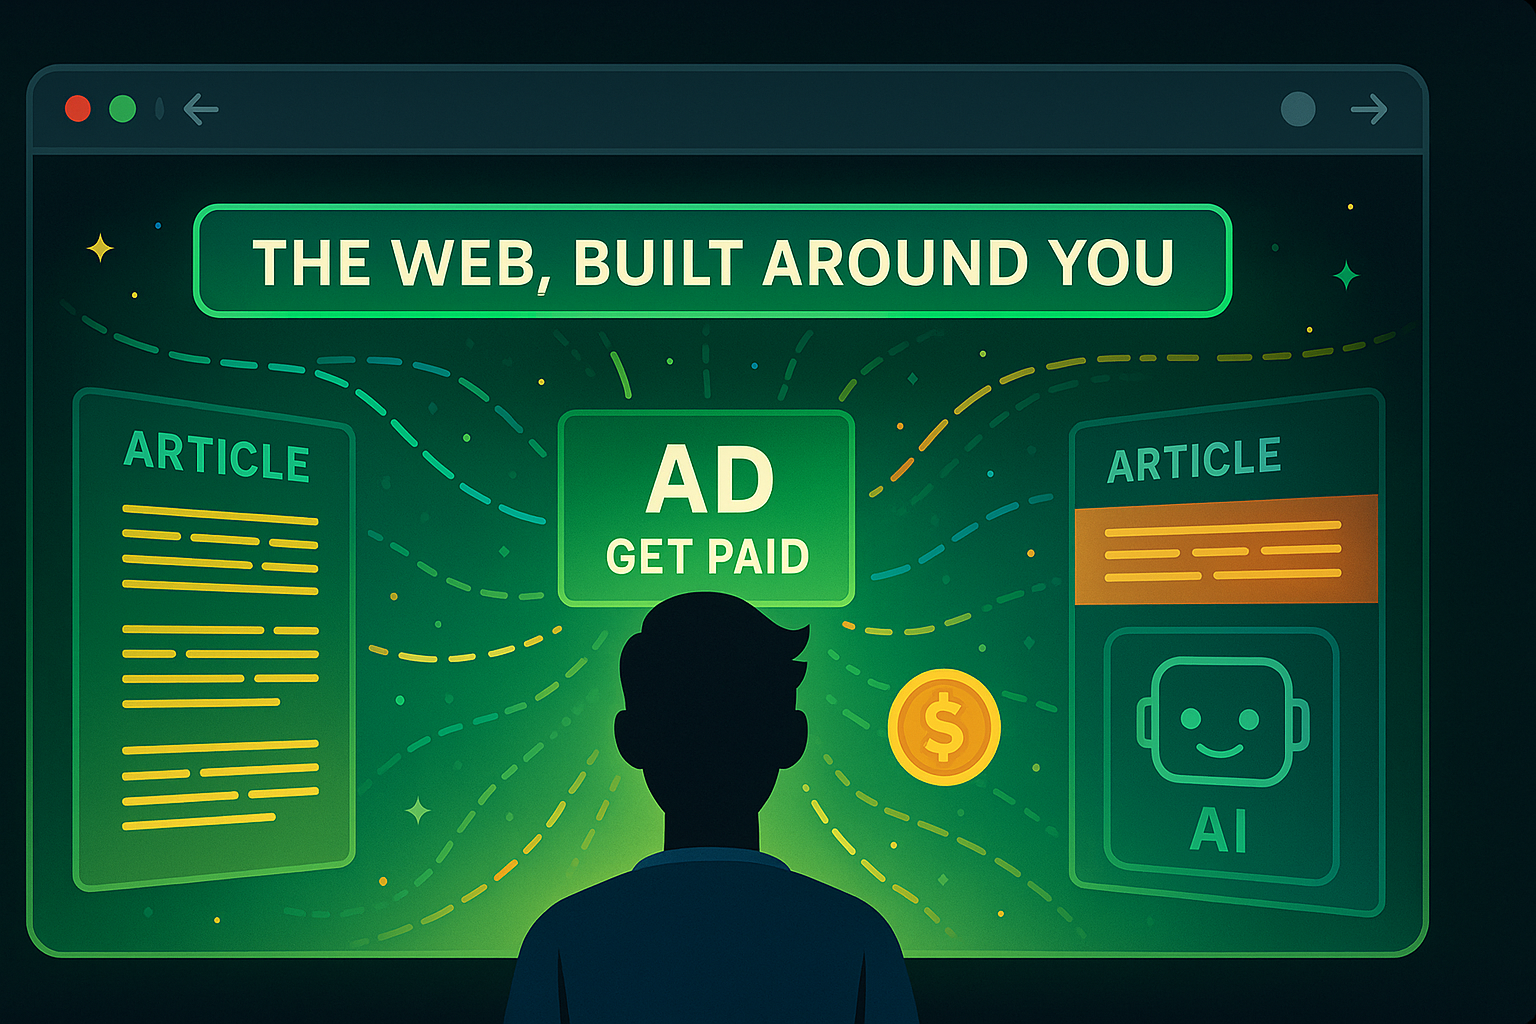 THE WEB, BUILT AROUND YOU
ARTICLE
AD
GET PAID
$
ARTICLE
AI